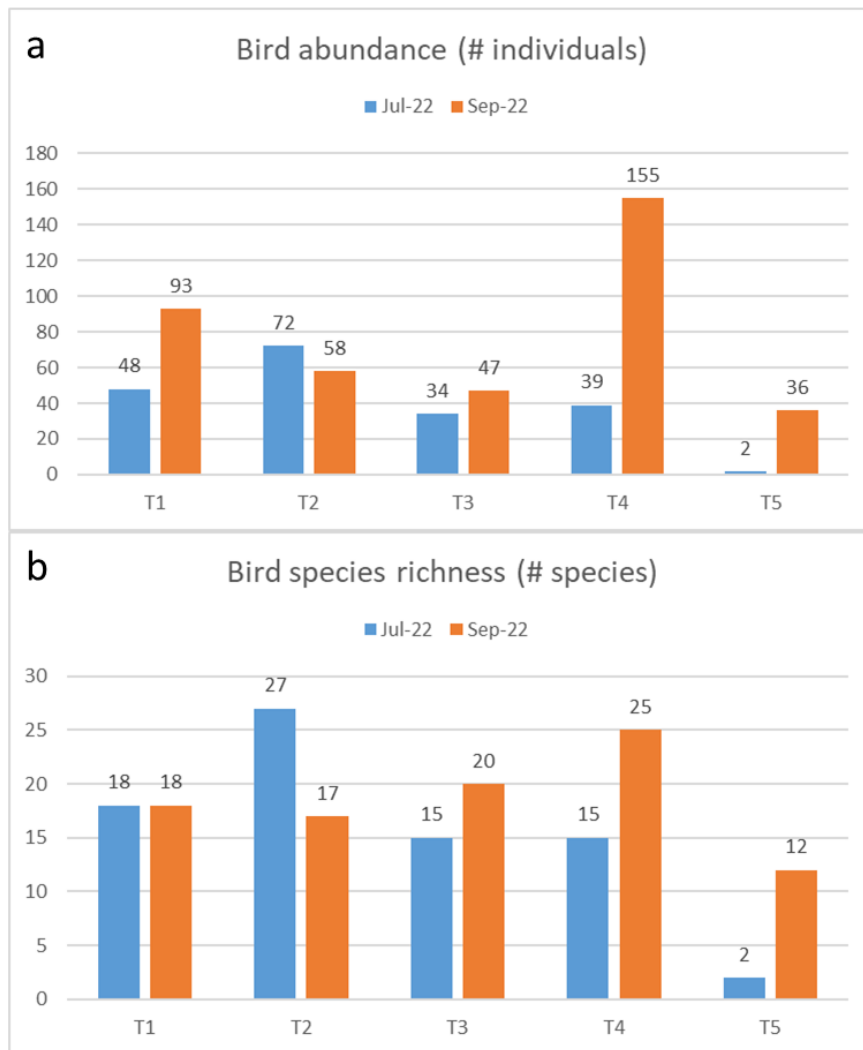 a
Bird abundance (# individuals)
Jul-22 Sep-22
180
160
140
120
100
80
60
40
20
0
48 93 72 58 34 47 39 155 2 36
T1 T2 T3 T4 T5
b
Bird species richness (# species)
Jul-22 Sep-22
30
25
20
15
10
5
0
18 18 27 17 15 20 15 25 2 12
T1 T2 T3 T4 T5